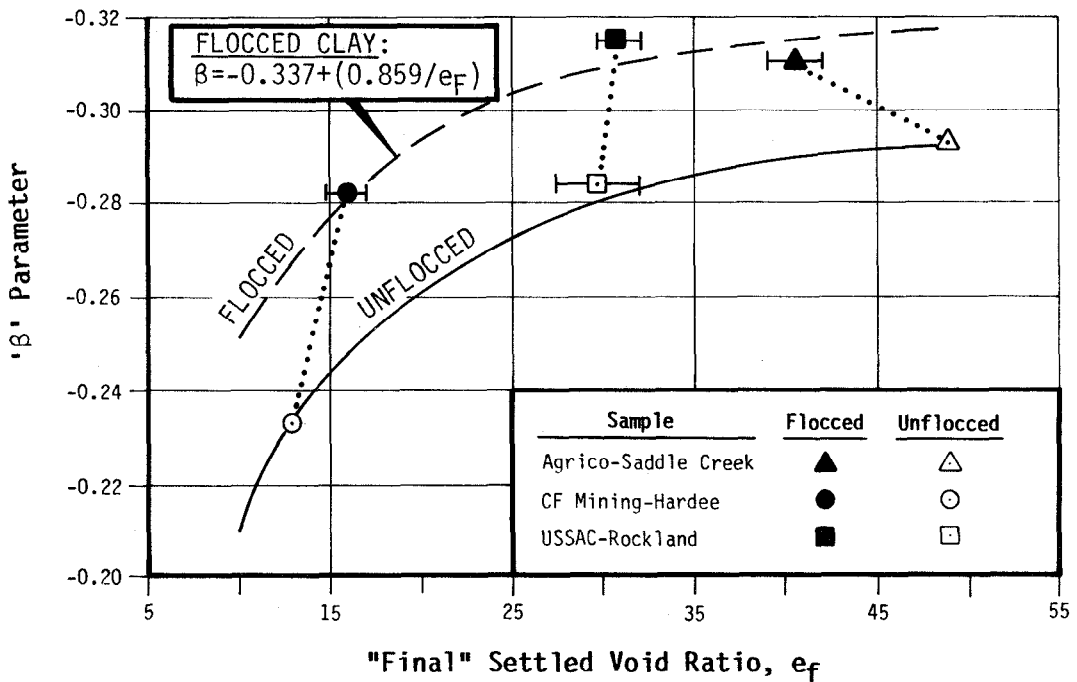 -0.32
-0.30
-0.28
-0.26
-0.24
-0.22
-0.20
'β' Parameter
FLOCCED CLAY:
β=-0.337+(0.859/eF)
FLOCCED
UNFLOCCED
Sample Flocced Unflocced
Agrico-Saddle Creek
CF Mining-Hardee
USSAC-Rockland
5 15 25 35 45 55
"Final" Settled Void Ratio, ef